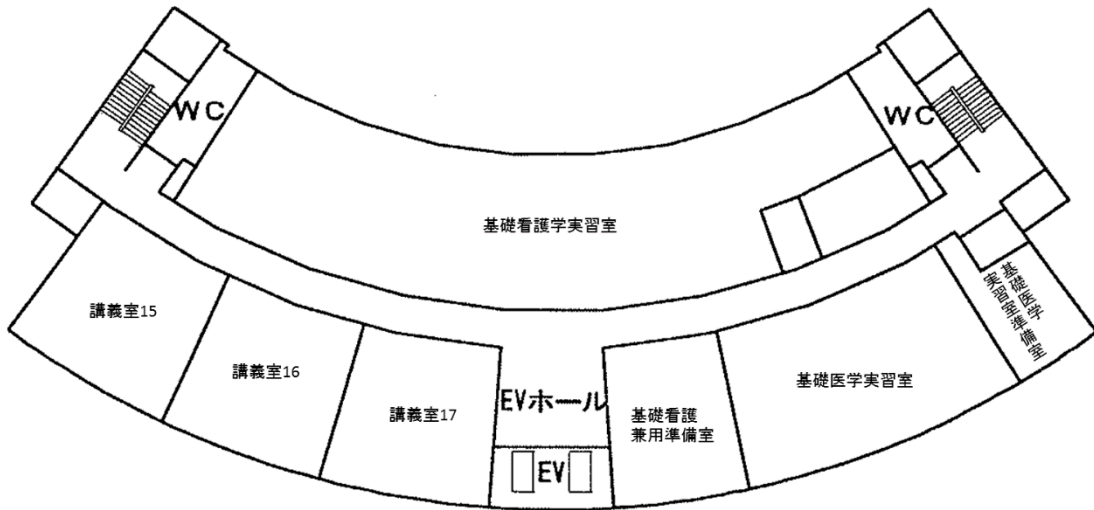 WC
WC
基礎看護学実習室
講義室15
講義室16
講義室17
EVホール
EV
基礎看護
兼用準備室
基礎医学実習室
基礎医学
実習室準備室